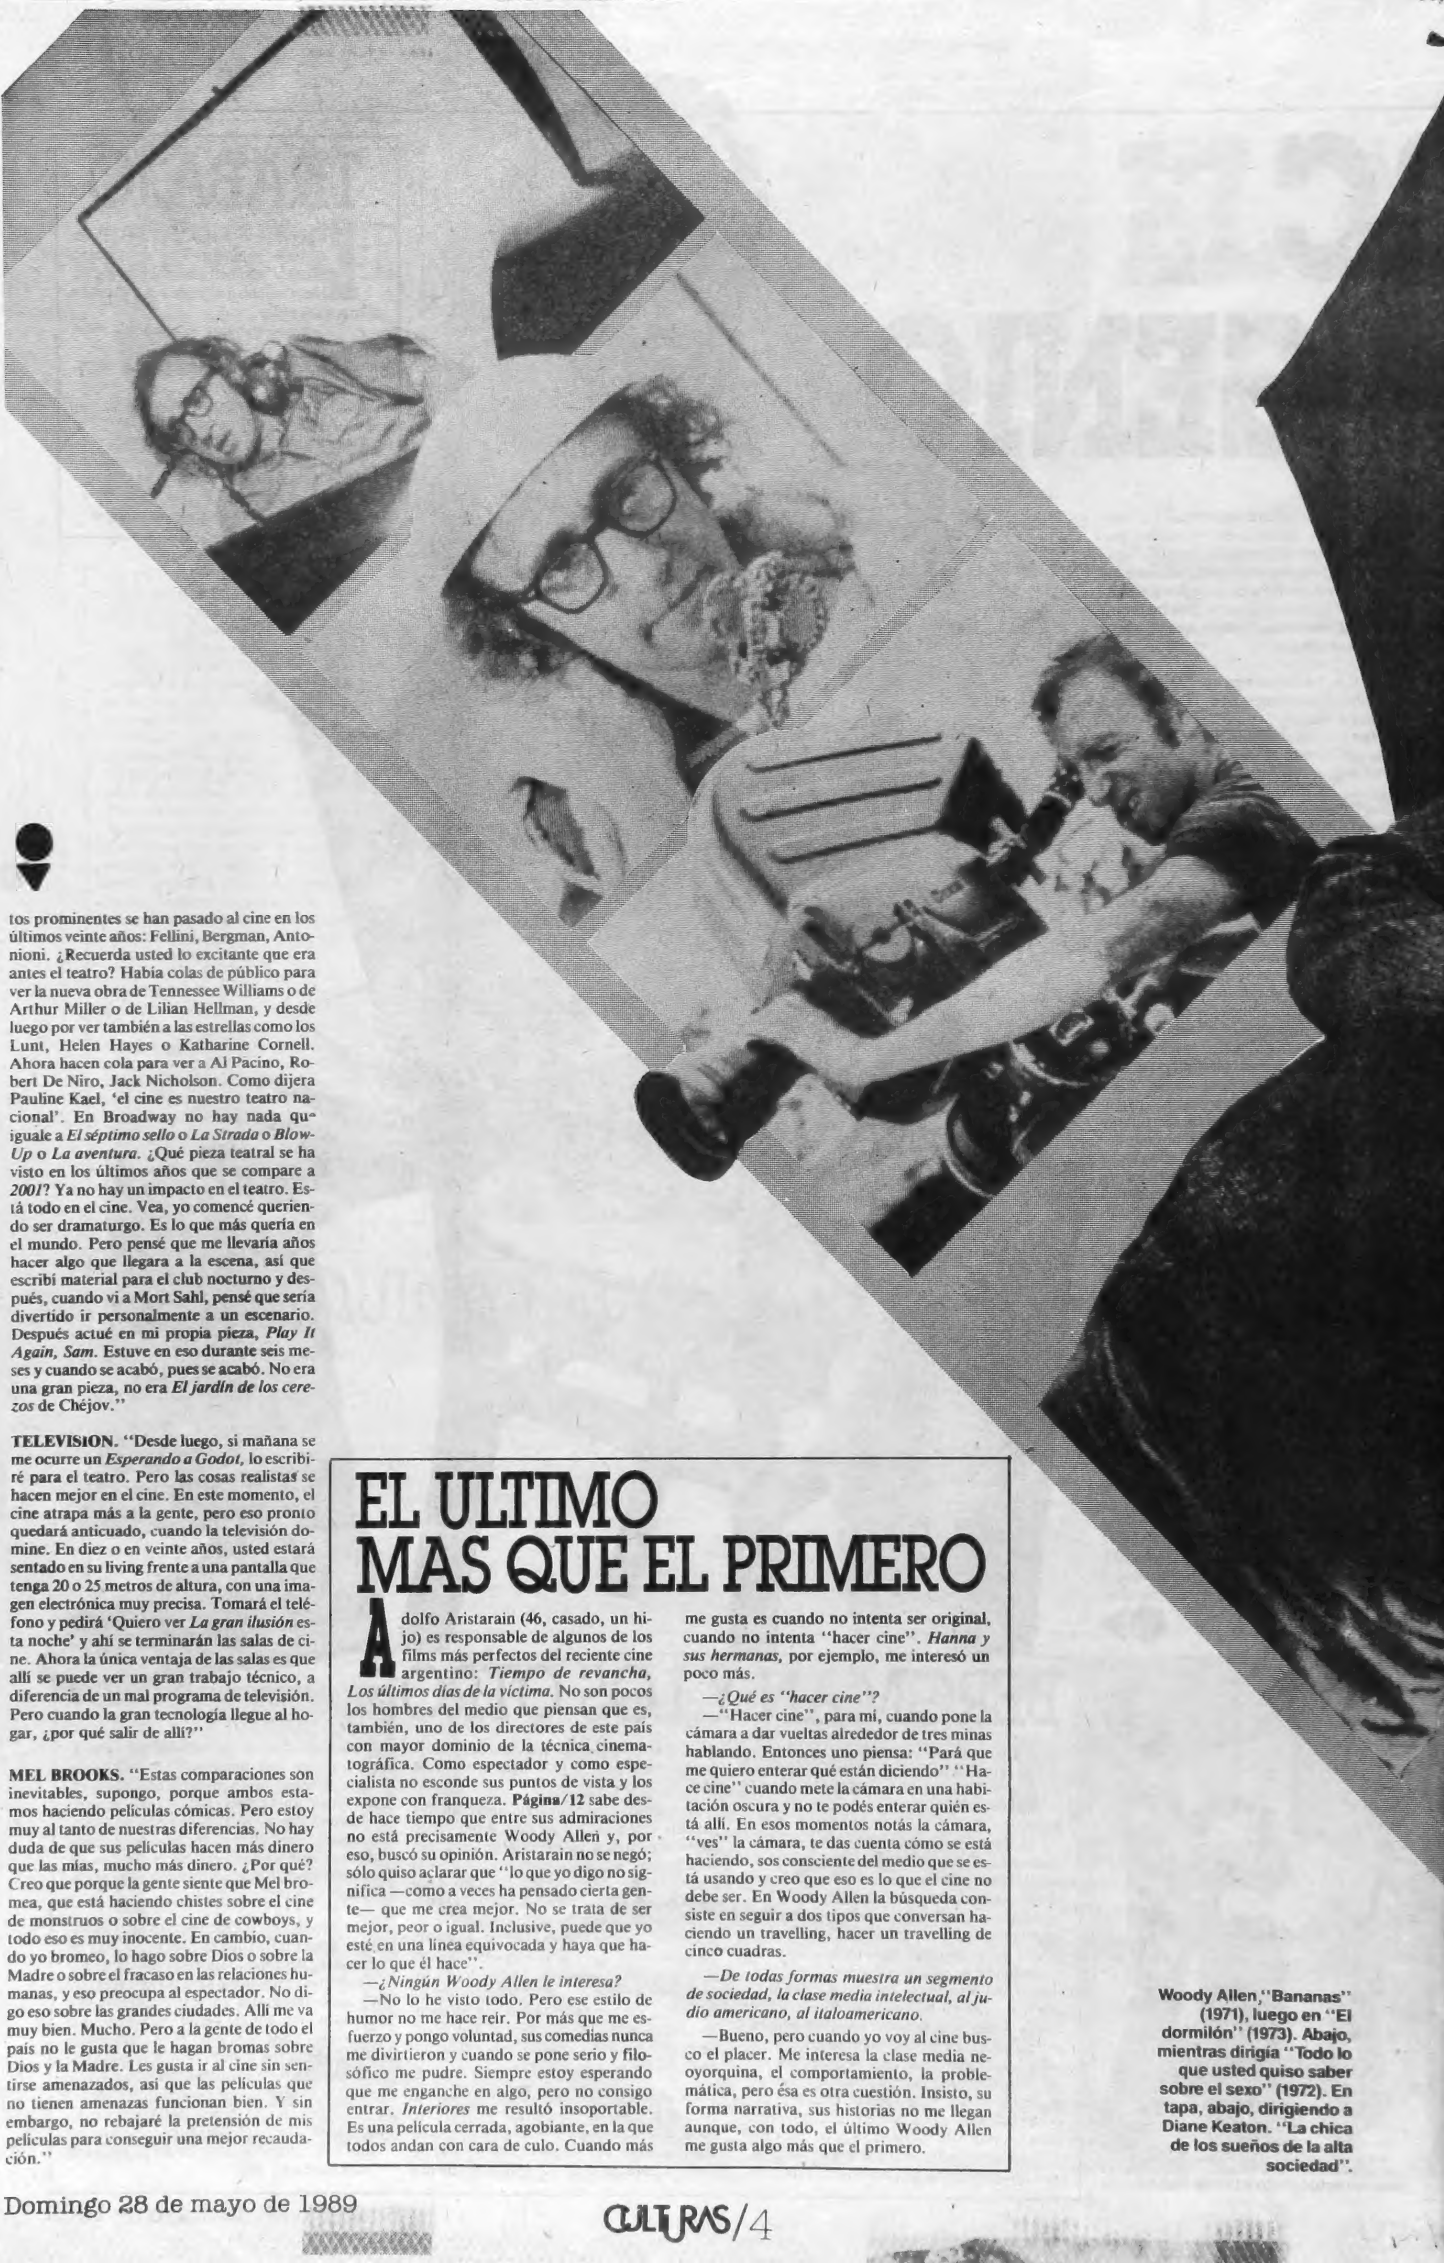 tos prominentes se han pasado al cine en los
últimos veinte años: Fellini, Bergman, Anto-
nioni. ¿Recuerda usted lo excitante que era
antes el teatro? Había colas de público para
ver la nueva obra de Tennessee Williams o de
Arthur Miller o de Lilian Hellman, y desde
luego por ver también a las estrellas como los
Lunt, Helen Hayes o Katharine Cornell.
Ahora hacen cola para ver a Al Pacino, Ro-
bert De Niro, Jack Nicholson. Como dijera
Pauline Kael, ‘el cine es nuestro teatro na-
cional’. En Broadway no hay nada que
iguale a El séptimo sello o La Strada o Blow-
Up o La aventura. ¿Qué pieza teatral se ha
visto en los últimos años que se compare a
2001? Ya no hay un impacto en el teatro. Es-
tá todo en el cine. Vea, yo comencé querien-
do ser dramaturgo. Es lo que más quería en
el mundo. Pero pensé que me llevaría años
hacer algo que llegara a la escena, así que
escribí material para el club nocturno y des-
pués, cuando vi a Mort Sahl, pensé que sería
divertido ir personalmente a un escenario.
Después actué en mi propia pieza, Play It
Again, Sam. Estuve en eso durante seis me-
ses y cuando se acabó, pues se acabó. No era
una gran pieza, no era El jardín de los cere-
zos de Chéjov.”
TELEVISION. “Desde luego, si mañana se
me ocurre un Esperando a Godot, lo escribi-
ré para el teatro. Pero las cosas realistas se
hacen mejor en el cine. En este momento, el
cine atrapa más a la gente, pero eso pronto
quedará anticuado, cuando la televisión do-
mine. En diez o en veinte años, usted estará
sentado en su living frente a una pantalla que
tenga 20 o 25 metros de altura, con una ima-
gen electrónica muy precisa. Tomará el telé-
fono y pedirá ‘Quiero ver La gran ilusión es-
ta noche’ y ahí se terminarán las salas de ci-
ne. Ahora la única ventaja de las salas es que
allí se puede ver un gran trabajo técnico, a
diferencia de un mal programa de televisión.
Pero cuando la gran tecnología llegue al ho-
gar, ¿por qué salir de allí?”
MEL BROOKS. “Estas comparaciones son
inevitables, supongo, porque ambos esta-
mos haciendo películas cómicas. Pero estoy
muy al tanto de nuestras diferencias. No hay
duda de que sus películas hacen más dinero
que las mías, mucho más dinero. ¿Por qué?
Creo que porque la gente siente que Mel bro-
mea, que está haciendo chistes sobre el cine
de monstruos o sobre el cine de cowboys, y
todo eso es muy inocente. En cambio, cuan-
do yo bromeo, lo hago sobre Dios o sobre la
Madre o sobre el fracaso en las relaciones hu-
manas, y eso preocupa al espectador. No di-
go eso sobre las grandes ciudades. Allí me va
muy bien. Mucho. Pero a la gente de todo el
país no le gusta que le hagan bromas sobre
Dios y la Madre. Les gusta ir al cine sin sen-
tirse amenazados, así que las películas que
no tienen amenazas funcionan bien. Y sin
embargo, no rebajaré la pretensión de mis
películas para conseguir una mejor recauda-
ción.”
EL ULTIMO
MAS QUE EL PRIMERO
Adolfo Aristarain (46, casado, un hi-
jo) es responsable de algunos de los
films más perfectos del reciente cine
argentino: Tiempo de revancha,
Los últimos días de la víctima. No son pocos
los hombres del medio que piensan que es,
también, uno de los directores de este país
con mayor dominio de la técnica cinema-
tográfica. Como espectador y como espe-
cialista no esconde sus puntos de vista y los
expone con franqueza. Página/12 sabe des-
de hace tiempo que entre sus admiraciones
no está precisamente Woody Allen y, por
eso, buscó su opinión. Aristarain no se negó;
sólo quiso aclarar que “lo que yo digo no sig-
nifica —como a veces ha pensado cierta gen-
te— que me crea mejor. No se trata de ser
mejor, peor o igual. Inclusive, puede que yo
esté en una línea equivocada y haya que ha-
cer lo que él hace”.
—¿Ningún Woody Allen le interesa?
—No lo he visto todo. Pero ese estilo de
humor no me hace reír. Por más que me es-
fuerzo y pongo voluntad, sus comedias nunca
me divirtieron y cuando se pone serio y filo-
sófico me pudre. Siempre estoy esperando
que me enganche en algo, pero no consigo
entrar. Interiores me resultó insoportable.
Es una película cerrada, agobiante, en la que
todos andan con cara de culo. Cuando más
me gusta es cuando no intenta ser original,
cuando no intenta “hacer cine”. Hanna y
sus hermanas, por ejemplo, me interesó un
poco más.
—¿Qué es “hacer cine”?
—“Hacer cine”, para mí, cuando pone la
cámara a dar vueltas alrededor de tres minas
hablando. Entonces uno piensa: “Pará que
me quiero enterar qué están diciendo” “Ha-
ce cine” cuando mete la cámara en una habi-
tación oscura y no te podés enterar quién es-
tá allí. En esos momentos notás la cámara,
“ves” la cámara, te das cuenta cómo se está
haciendo, sos consciente del medio que se es-
tá usando y creo que eso es lo que el cine no
debe ser. En Woody Allen la búsqueda con-
siste en seguir a dos tipos que conversan ha-
ciendo un travelling, hacer un travelling de
cinco cuadras.
—De todas formas muestra un segmento
de sociedad, la clase media intelectual, al ju-
dío americano, al italoamericano.
—Bueno, pero cuando yo voy al cine bus-
co el placer. Me interesa la clase media ne-
oyorquina, el comportamiento, la proble-
mática, pero ésa es otra cuestión. Insisto, su
forma narrativa, sus historias no me llegan
aunque, con todo, el último Woody Allen
me gusta algo más que el primero.
Woody Allen,“Bananas”
(1971), luego en “El
dormilón” (1973). Abajo,
mientras dirigía “Todo lo
que usted quiso saber
sobre el sexo” (1972). En
tapa, abajo, dirigiendo a
Diane Keaton. “La chica
de los sueños de la alta
sociedad”.
Domingo 28 de mayo de 1989
CULTURAS/4